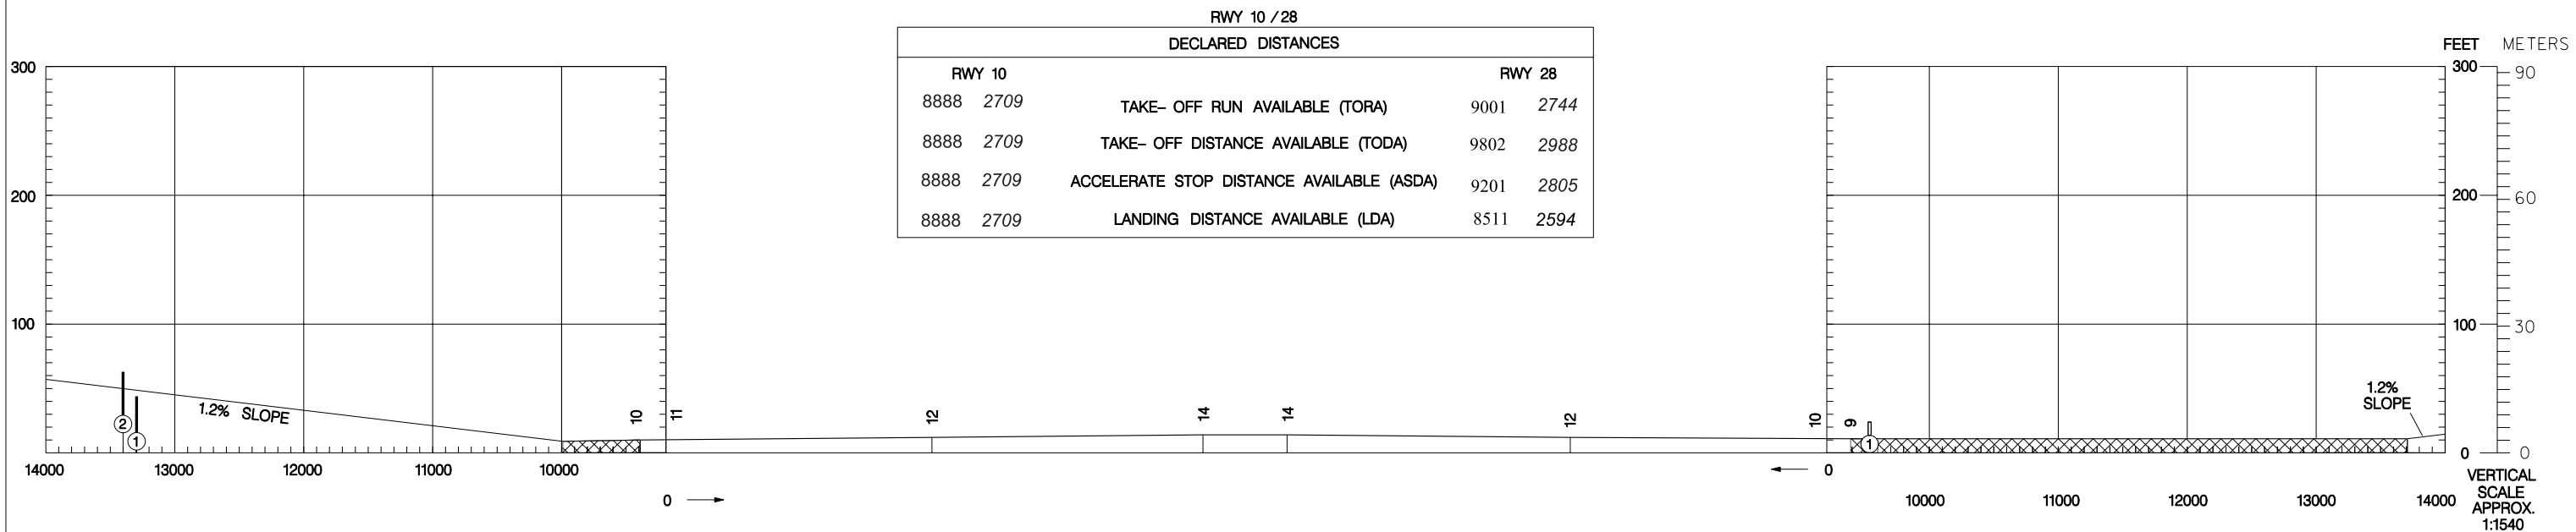 RWY 10 / 28
DECLARED DISTANCES
RWY 10 RWY 28
8888 2709 TAKE- OFF RUN AVAILABLE (TORA) 9001 2744
8888 2709 TAKE- OFF DISTANCE AVAILABLE (TODA) 9802 2988
8888 2709 ACCELERATE STOP DISTANCE AVAILABLE (ASDA) 9201 2805
8888 2709 LANDING DISTANCE AVAILABLE (LDA) 8511 2594
300
200
100
2
1
1.2% SLOPE
10
11
14000 13000 12000 11000 10000
0
12
14
14
12
10
9
1
0
10000 11000 12000 13000 14000
1.2%
SLOPE
FEET METERS
300 90
200 60
100 30
0 0
VERTICAL
SCALE
APPROX.
1:1540